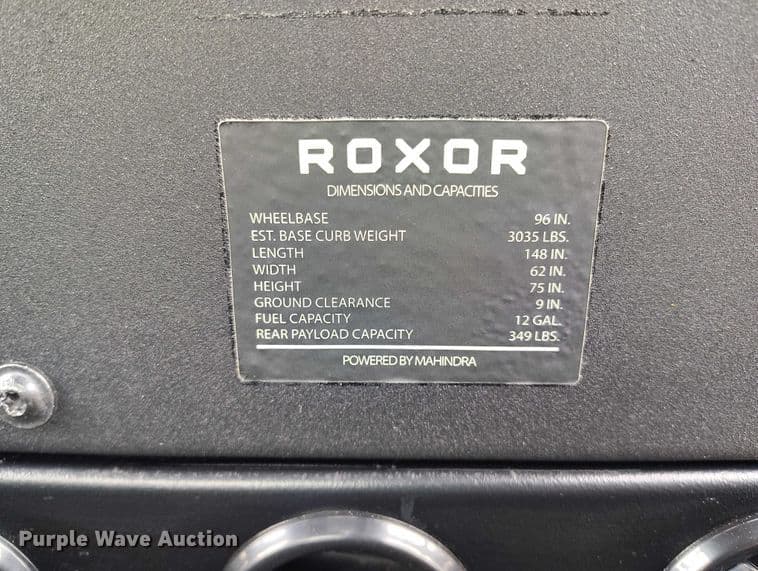 ROXOR
DIMENSIONS AND CAPACITIES
WHEELBASE 96 IN.
EST. BASE CURB WEIGHT 3035 LBS.
LENGTH 148 IN.
WIDTH 62 IN.
HEIGHT 75 IN.
GROUND CLEARANCE 9 IN.
FUEL CAPACITY 12 GAL.
REAR PAYLOAD CAPACITY 349 LBS.
POWERED BY MAHINDRA
Purple Wave Auction